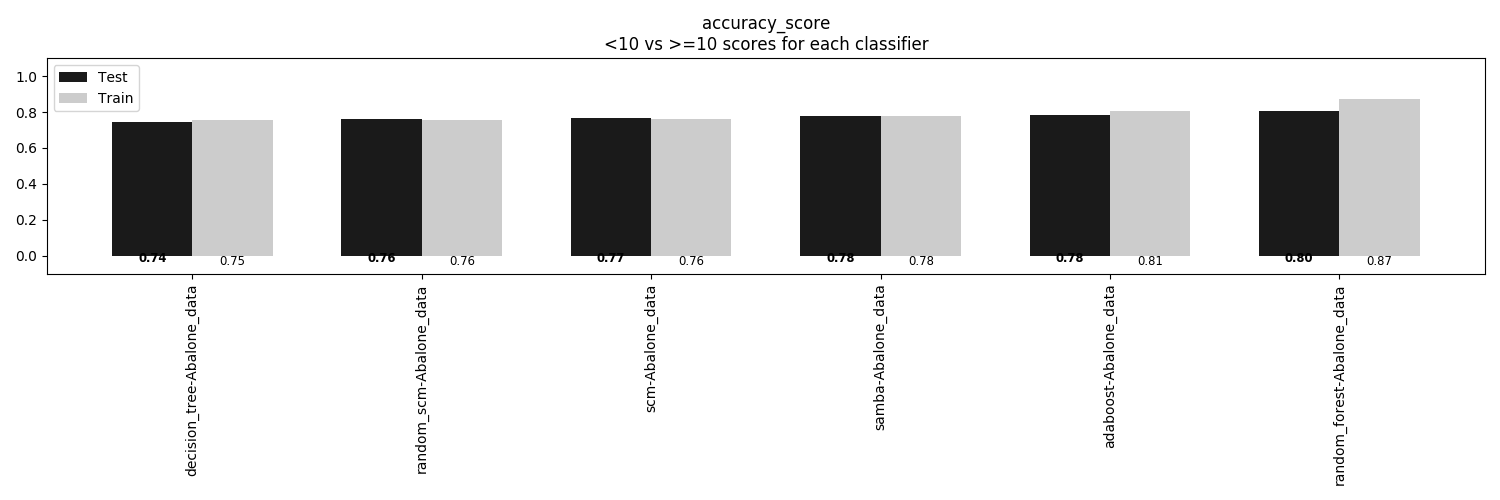 accuracy_score
<10 vs >=10 scores for each classifier
Test
Train
1.0
0.8
0.6
0.4
0.2
0.0
0.74
0.75
0.76
0.76
0.77
0.76
0.78
0.78
0.78
0.81
0.80
0.87
decision_tree-Abalone_data
random_scm-Abalone_data
scm-Abalone_data
samba-Abalone_data
adaboost-Abalone_data
random_forest-Abalone_data